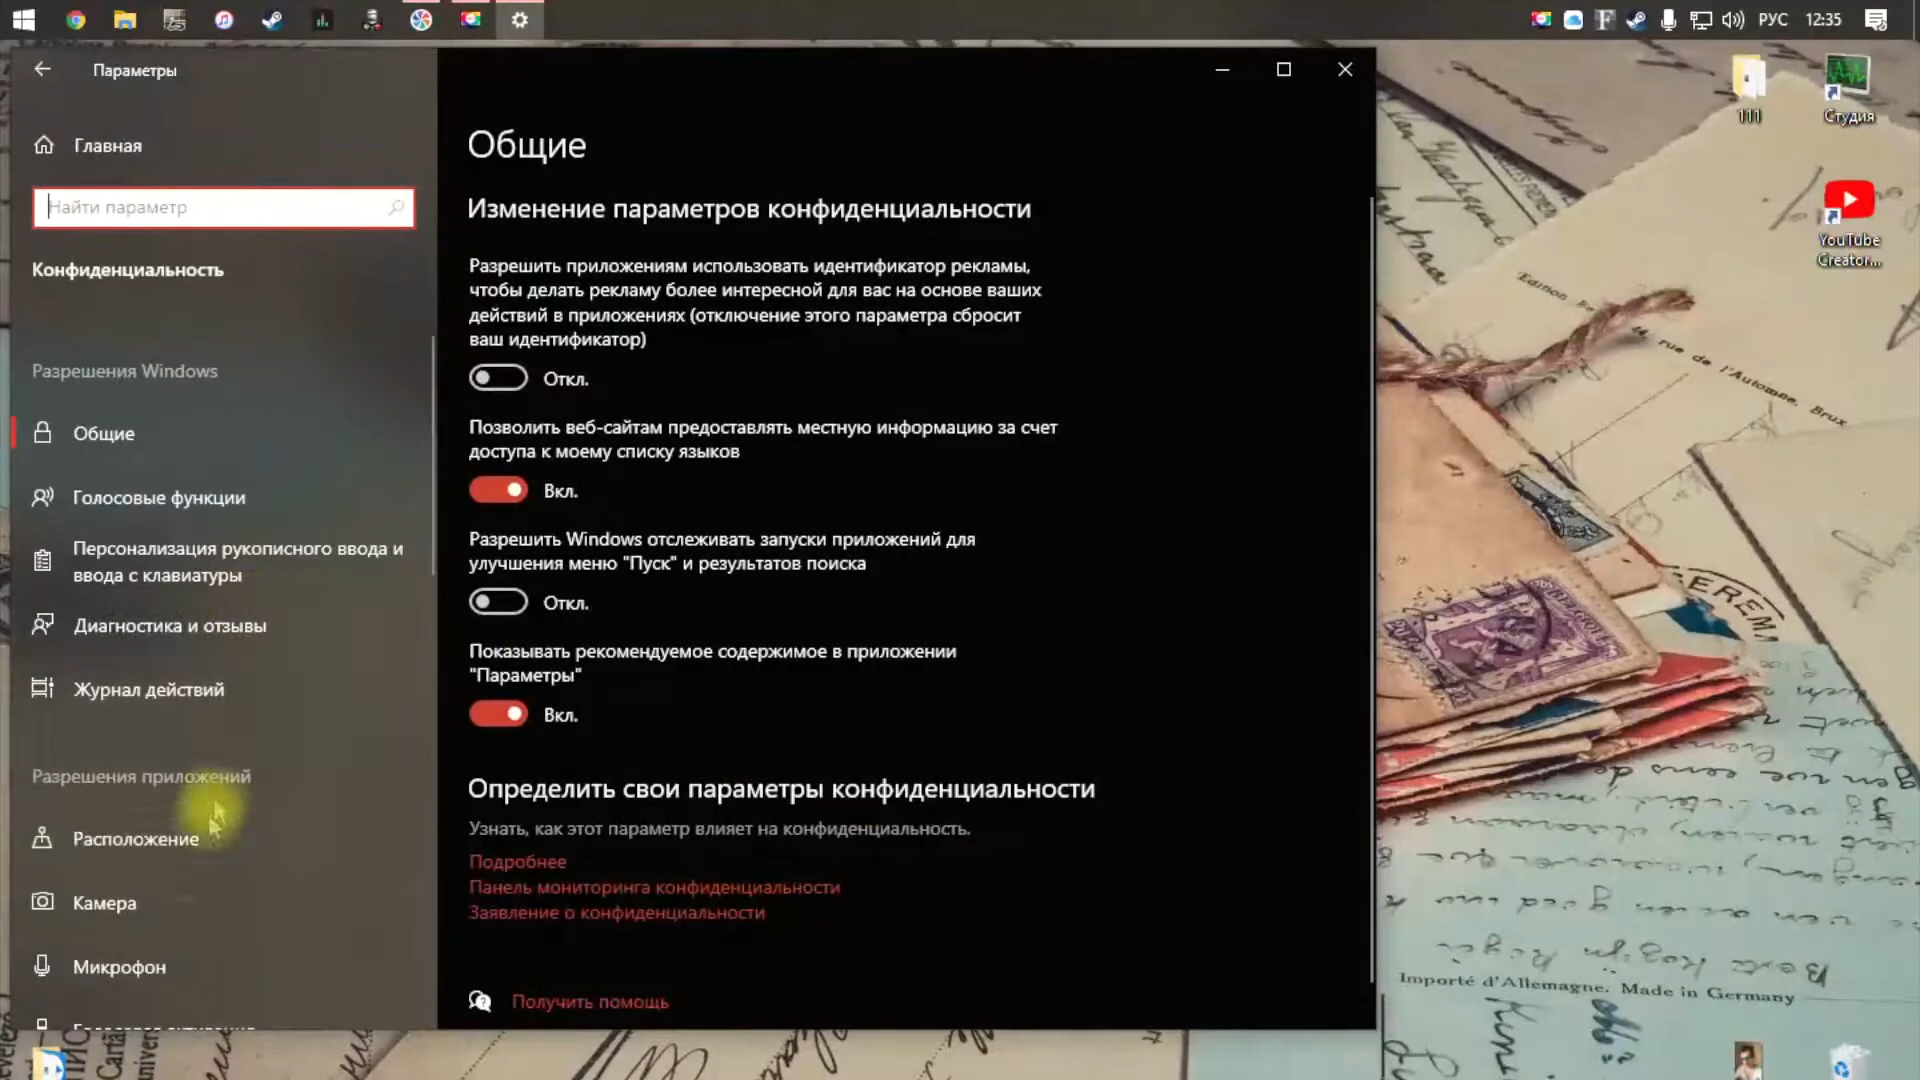 РУС 12:35
Параметры
Главная
Найти параметр
Конфиденциальность
Разрешения Windows
Общие
Голосовые функции
Персонализация рукописного ввода и
ввода с клавиатуры
Диагностика и отзывы
Журнал действий
Разрешения приложений
Расположение
Камера
Микрофон
Общие
Изменение параметров конфиденциальности
Разрешить приложениям использовать идентификатор рекламы,
чтобы делать рекламу более интересной для вас на основе ваших
действий в приложениях (отключение этого параметра сбросит
ваш идентификатор)
Откл.
Позволить веб-сайтам предоставлять местную информацию за счет
доступа к моему списку языков
Вкл.
Разрешить Windows отслеживать запуски приложений для
улучшения меню "Пуск" и результатов поиска
Откл.
Показывать рекомендуемое содержимое в приложении
"Параметры"
Вкл.
Определить свои параметры конфиденциальности
Узнать, как этот параметр влияет на конфиденциальность.
Подробнее
Панель мониторинга конфиденциальности
Заявление о конфиденциальности
Получить помощь
111
Студия
YouTube
Creator...
rue de l'Automne, Brux
Importé d'Allemagne. Made in Germany